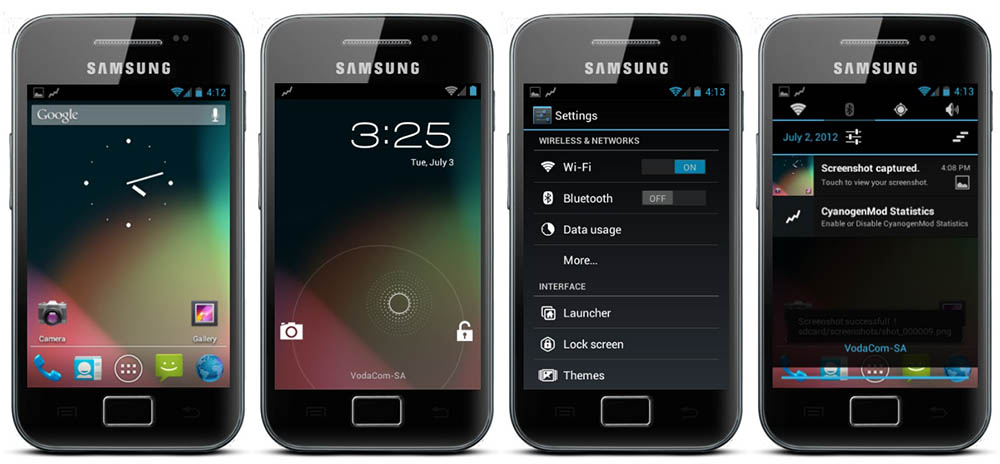 SAMSUNG
4:12
Google
Camera
Gallery
SAMSUNG
3:25
Tue, July 3
VodaCom-SA
SAMSUNG
4:13
Settings
WIRELESS & NETWORKS
Wi-Fi
ON
Bluetooth
OFF
Data usage
More...
INTERFACE
Launcher
Lock screen
Themes
SAMSUNG
4:13
July 2, 2012
Screenshot captured.
4:08 PM
Touch to view your screenshot.
CyanogenMod Statistics
Enable or Disable CyanogenMod Statistics
Screenshot successfull !
sdcard/screenshots/shot_000009.png
VodaCom-SA